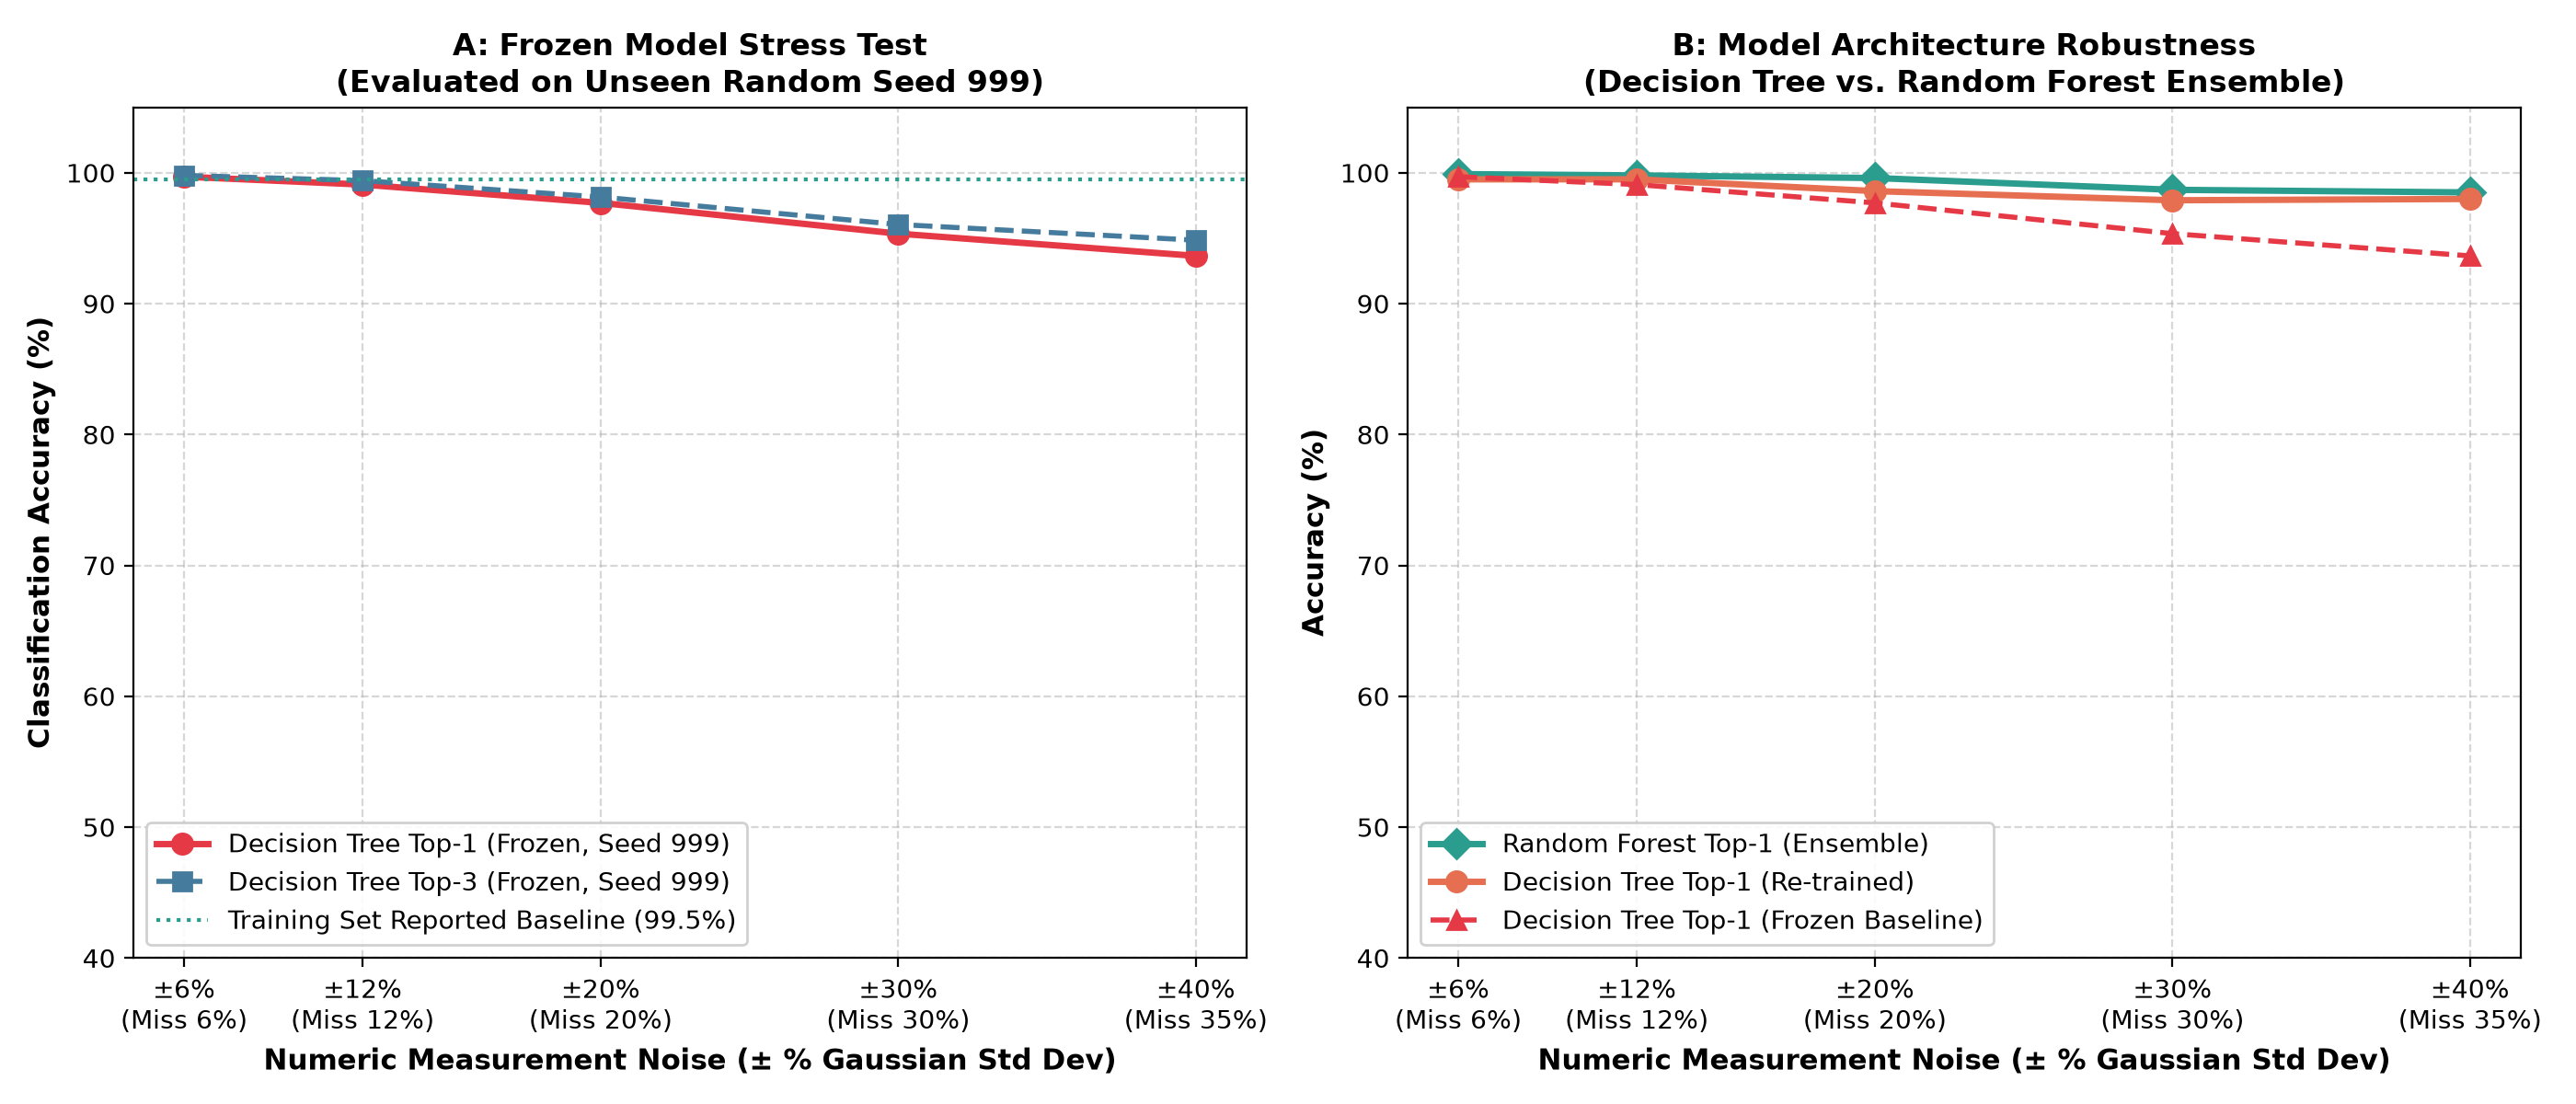 A: Frozen Model Stress Test
(Evaluated on Unseen Random Seed 999)
Classification Accuracy (%)
100
90
80
70
60
50
40
Decision Tree Top-1 (Frozen, Seed 999)
Decision Tree Top-3 (Frozen, Seed 999)
Training Set Reported Baseline (99.5%)
±6%
(Miss 6%)
±12%
(Miss 12%)
±20%
(Miss 20%)
±30%
(Miss 30%)
±40%
(Miss 35%)
Numeric Measurement Noise (± % Gaussian Std Dev)
B: Model Architecture Robustness
(Decision Tree vs. Random Forest Ensemble)
Accuracy (%)
100
90
80
70
60
50
40
Random Forest Top-1 (Ensemble)
Decision Tree Top-1 (Re-trained)
Decision Tree Top-1 (Frozen Baseline)
±6%
(Miss 6%)
±12%
(Miss 12%)
±20%
(Miss 20%)
±30%
(Miss 30%)
±40%
(Miss 35%)
Numeric Measurement Noise (± % Gaussian Std Dev)